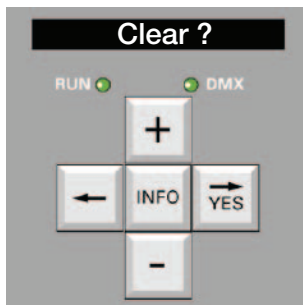 Clear ?
RUN DMX
+
INFO
YES
-